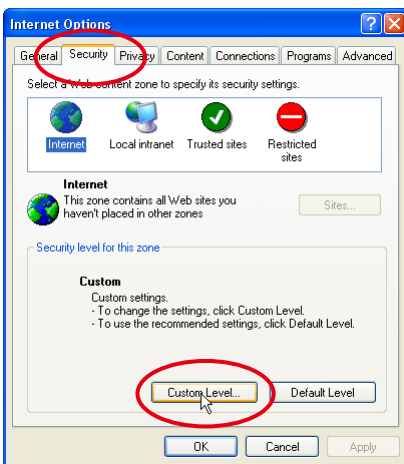 Internet Options
General Security Privacy Content Connections Programs Advanced
Select a Web content zone to specify its security settings.
Internet Local intranet Trusted sites Restricted sites
Internet
This zone contains all Web sites you
haven't placed in other zones
Sites...
Security level for this zone
Custom
Custom settings.
- To change the settings, click Custom Level.
- To use the recommended settings, click Default Level.
Custom Level... Default Level
OK Cancel Apply